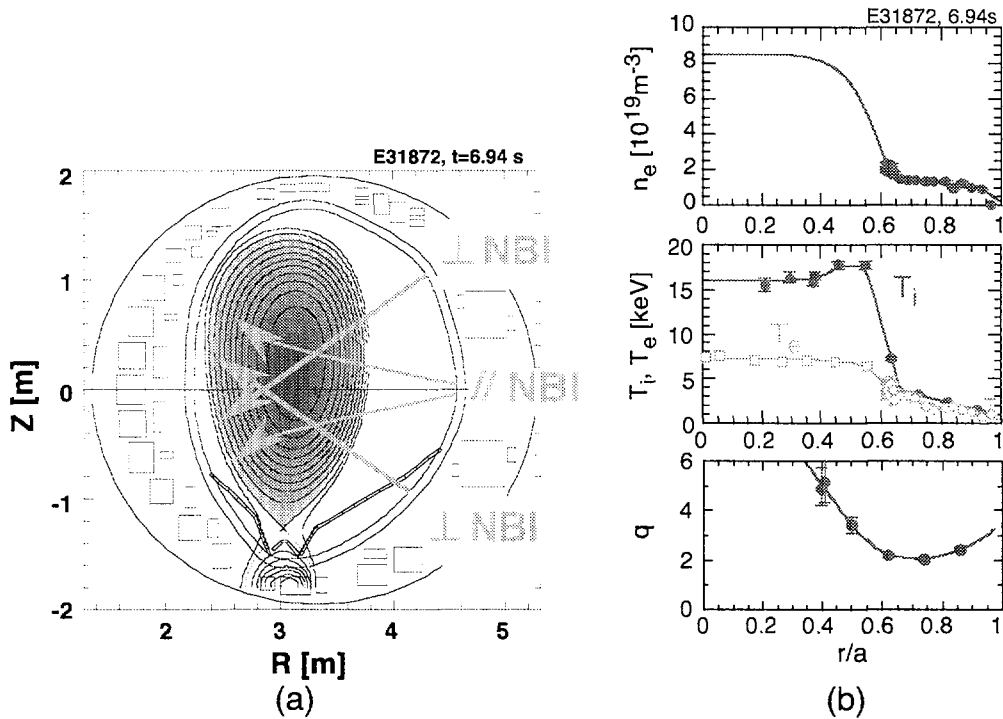 E31872, t=6.94 s
2
1
0
-1
-2
Z [m]
2
3
4
5
R [m]
⊥NBI
// NBI
⊥NBI
(a)
E31872, 6.94s
10
8
6
4
2
0
n_e [10^19 m^-3]
0 0.2 0.4 0.6 0.8 1
20
15
10
5
0
T_i, T_e [keV]
T_i
T_e
0 0.2 0.4 0.6 0.8 1
6
4
2
0
q
0 0.2 0.4 0.6 0.8 1
r/a
(b)